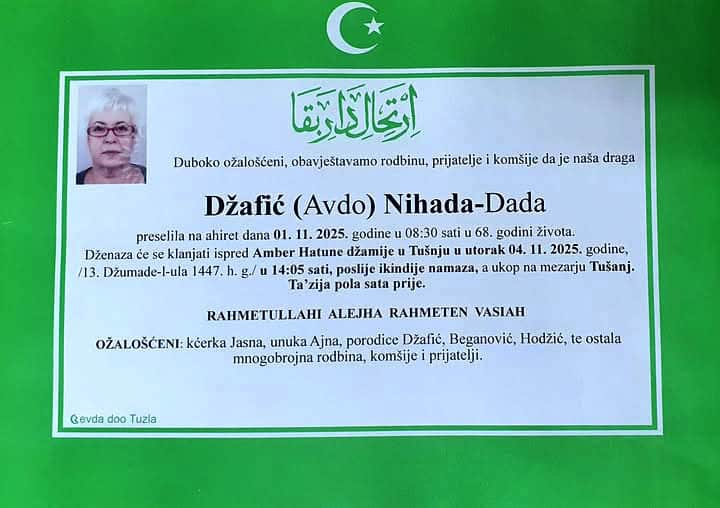 اِرْتِحَالِ دَارِ بَقَا
Duboko ožalošćeni, obavještavamo rodbinu, prijatelje i komšije da je naša draga
Džafić (Avdo) Nihada-Dada
preselila na ahiret dana 01. 11. 2025. godine u 08:30 sati u 68. godini života.
Dženaza će se klanjati ispred Amber Hatune džamije u Tušnju u utorak 04. 11. 2025. godine,
/13. Džumade-l-ula 1447. h. g./ u 14:05 sati, poslije ikindije namaza, a ukop na mezarju Tušanj.
Ta’zija pola sata prije.
RAHMETULLAHI ALEJHA RAHMETEN VASIAH
OŽALOŠĆENI: kćerka Jasna, unuka Ajna, porodice Džafić, Beganović, Hodžić, te ostala
mnogobrojna rodbina, komšije i prijatelji.
Gevda doo Tuzla